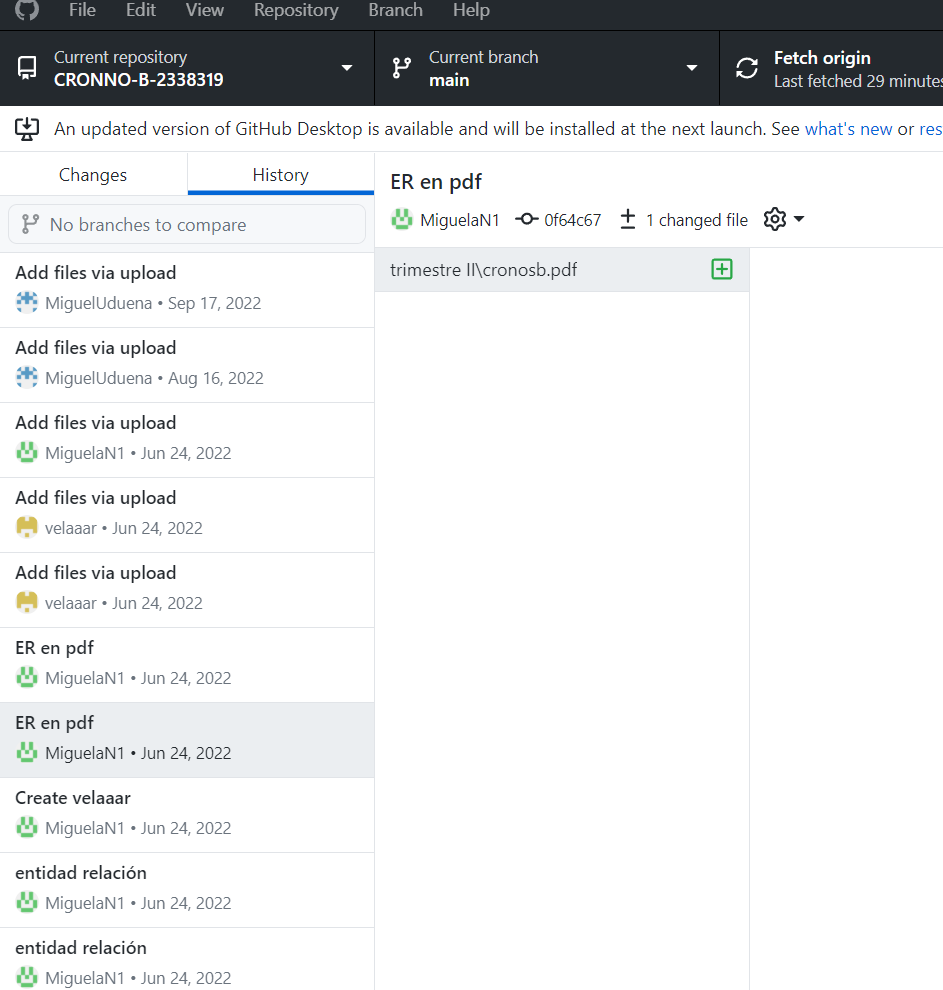 File Edit View Repository Branch Help
Current repository
CRONNO-B-2338319
Current branch
main
Fetch origin
Last fetched 29 minutes
An updated version of GitHub Desktop is available and will be installed at the next launch. See what's new or res
Changes
History
No branches to compare
Add files via upload
MiguelUduena • Sep 17, 2022
Add files via upload
MiguelUduena • Aug 16, 2022
Add files via upload
MiguelaN1 • Jun 24, 2022
Add files via upload
velaaar • Jun 24, 2022
Add files via upload
velaaar • Jun 24, 2022
ER en pdf
MiguelaN1 • Jun 24, 2022
ER en pdf
MiguelaN1 • Jun 24, 2022
Create velaaar
MiguelaN1 • Jun 24, 2022
entidad relación
MiguelaN1 • Jun 24, 2022
entidad relación
MiguelaN1 • Jun 24, 2022
ER en pdf
MiguelaN1 0f64c67 1 changed file
trimestre II\cronosb.pdf